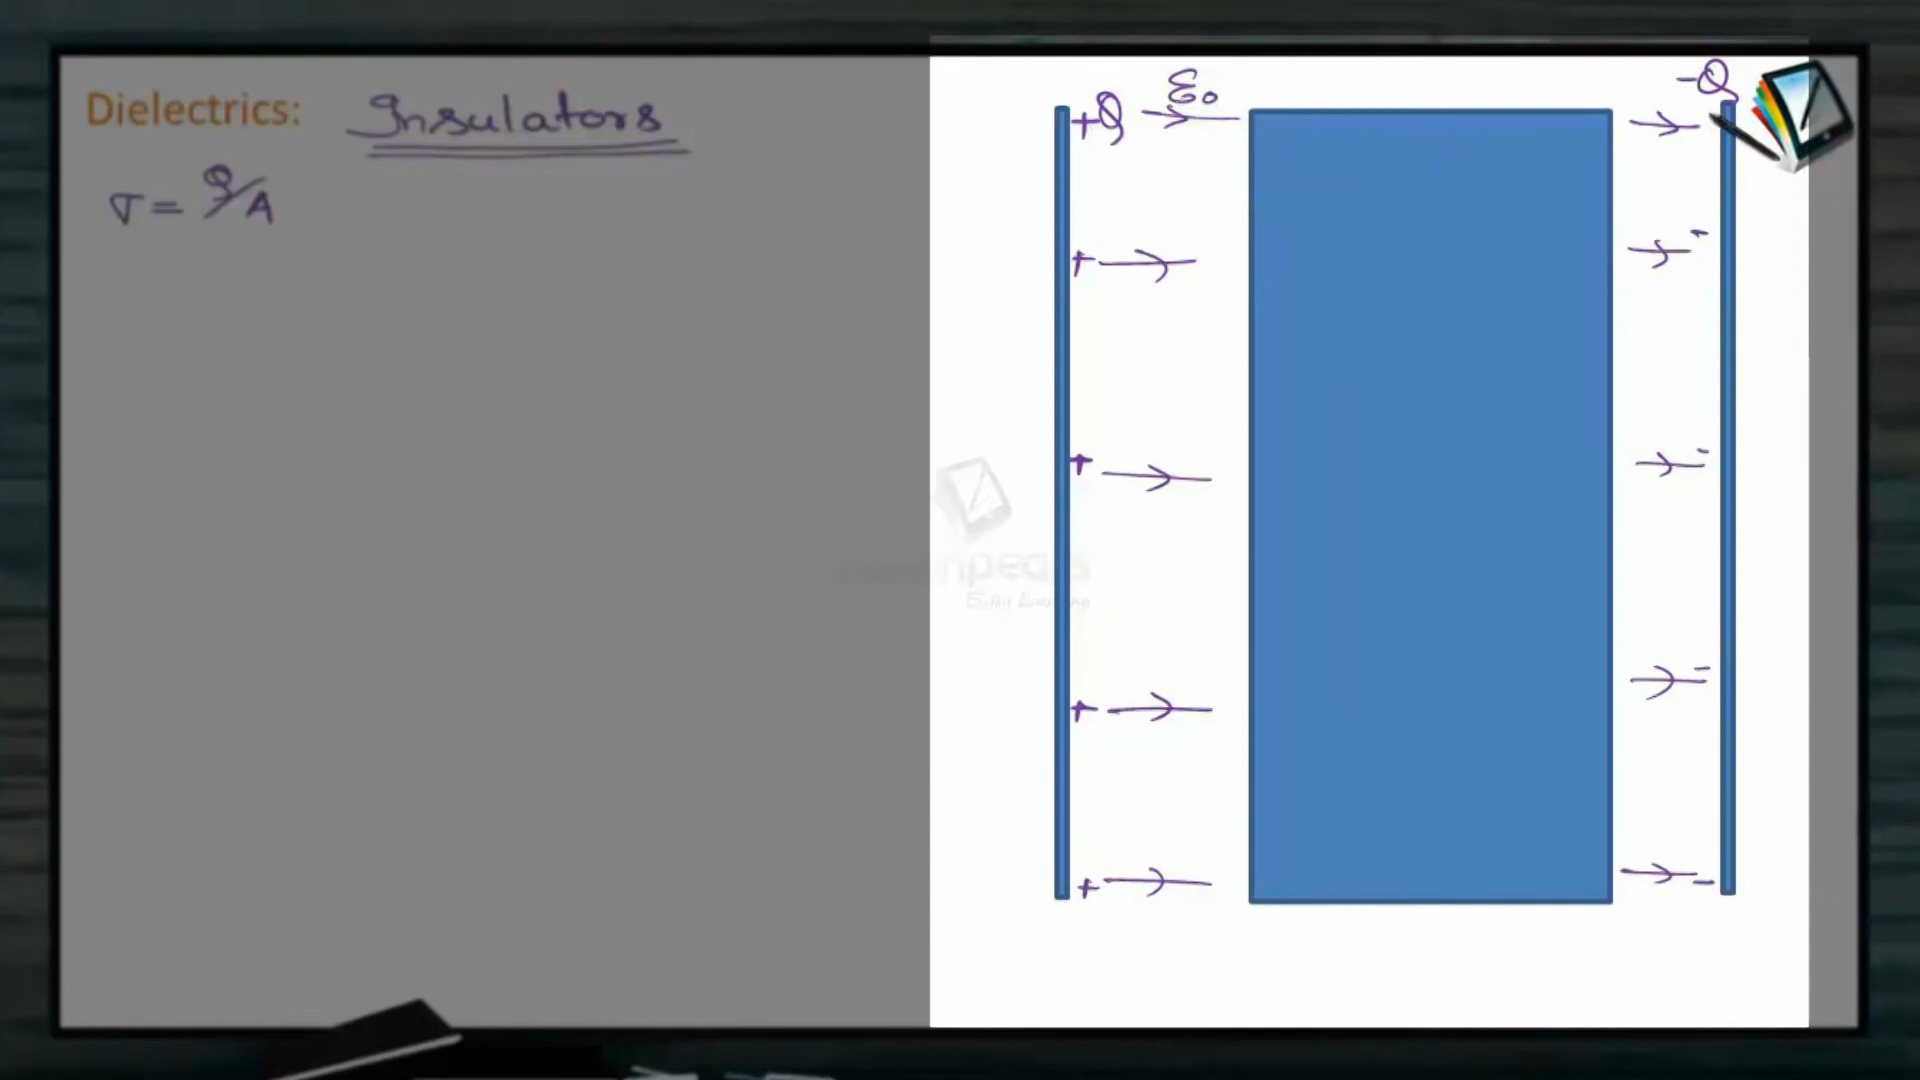 Dielectrics: Insulators
σ = Q/A
+Q ε₀ -Q
+ -
+ -
+ -
+ -